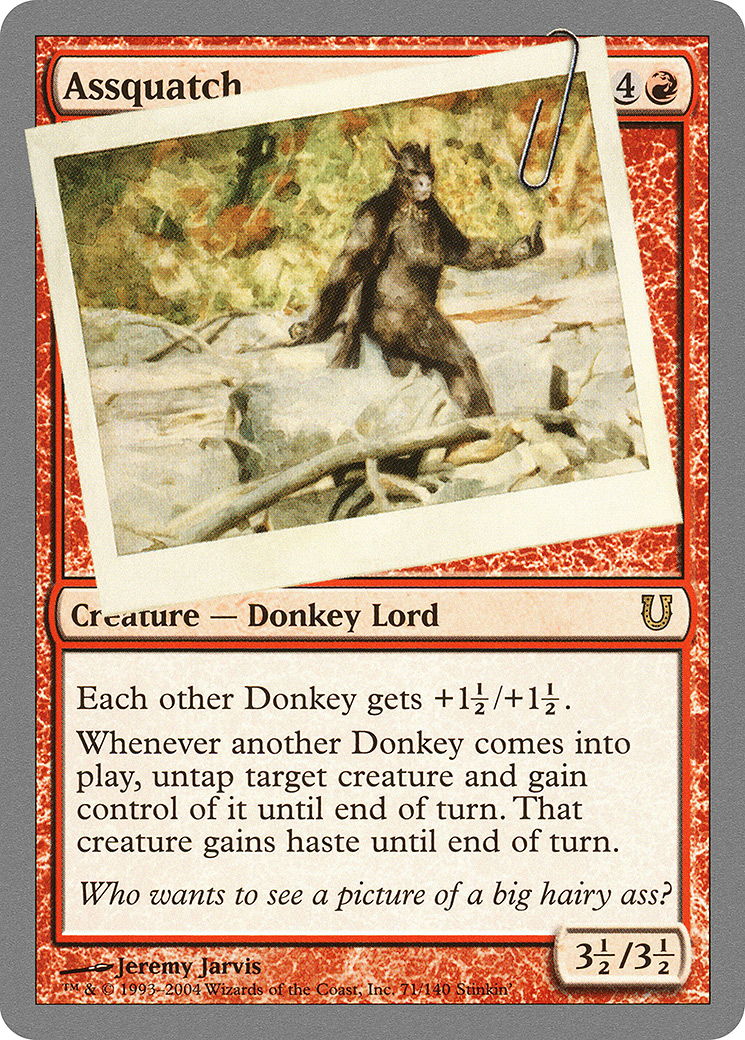 Assquatch 4
Creature — Donkey Lord
Each other Donkey gets +1½/+1½.
Whenever another Donkey comes into
play, untap target creature and gain
control of it until end of turn. That
creature gains haste until end of turn.
Who wants to see a picture of a big hairy ass?
3½/3½
Jeremy Jarvis
™ & © 1993–2004 Wizards of the Coast, Inc. 71/140 Stinkin’